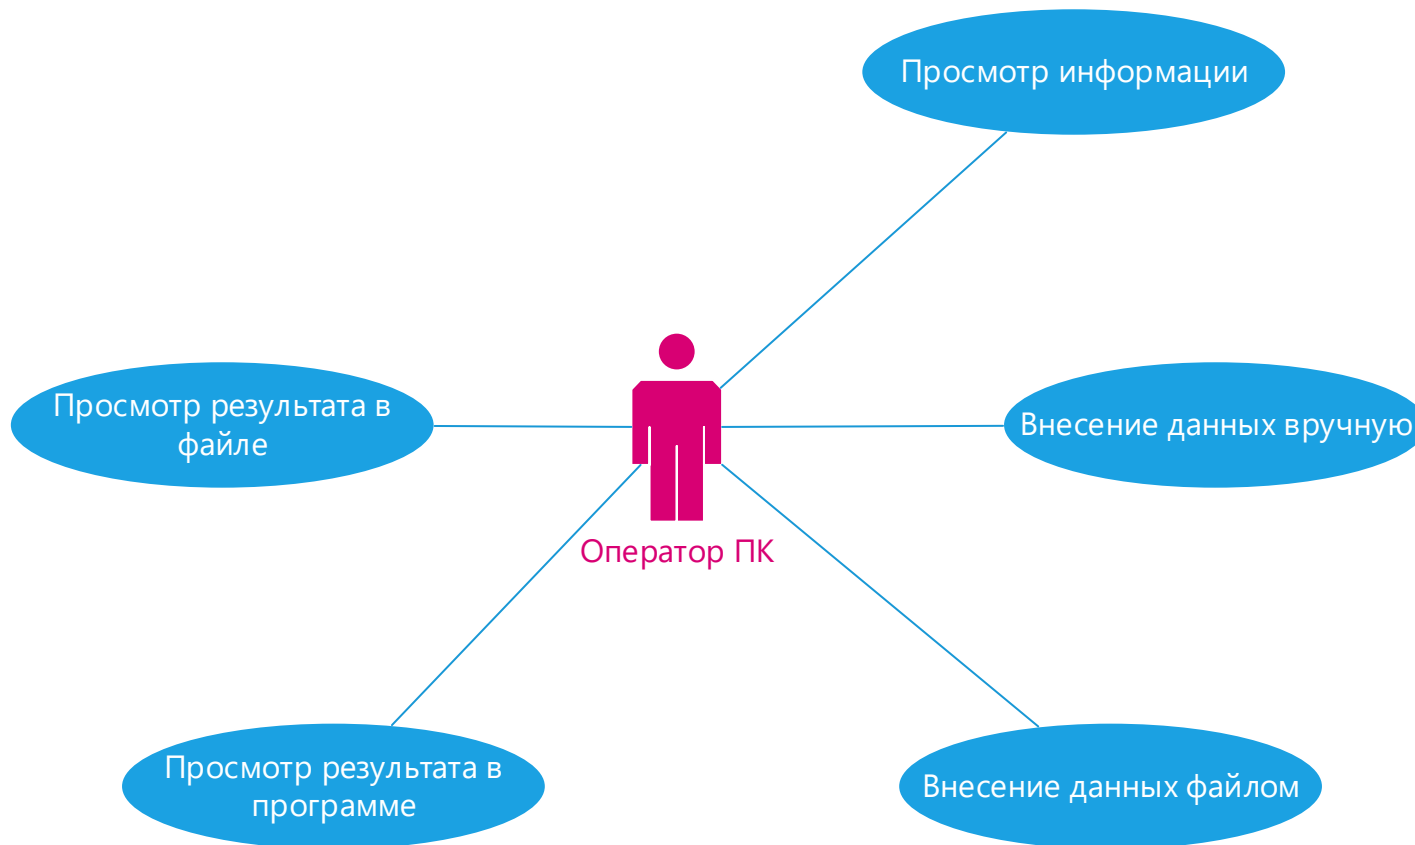 Просмотр информации
Просмотр результата в
файле
Внесение данных вручную
Оператор ПК
Просмотр результата в
программе
Внесение данных файлом